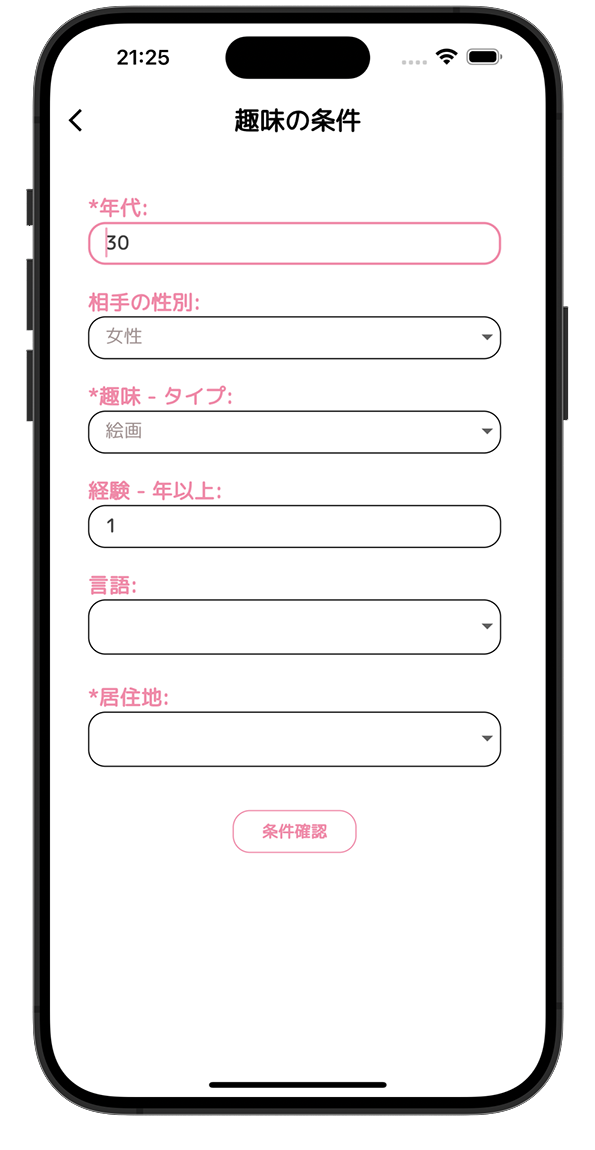 21:25
趣味の条件
*年代:
30
相手の性別:
女性
*趣味 - タイプ:
絵画
経験 - 年以上:
1
言語:
*居住地:
条件確認